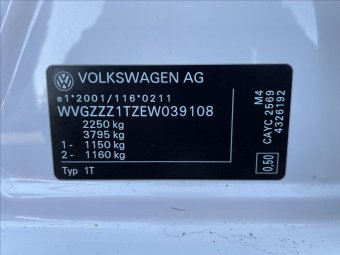 VOLKSWAGEN AG
e1*2001/116*0211
WVGZZZ1TZEW039108
2250 kg
3795 kg
1- 1150 kg
2- 1160 kg
Typ 1T
M4
CAYC 2569
4326192
0,50